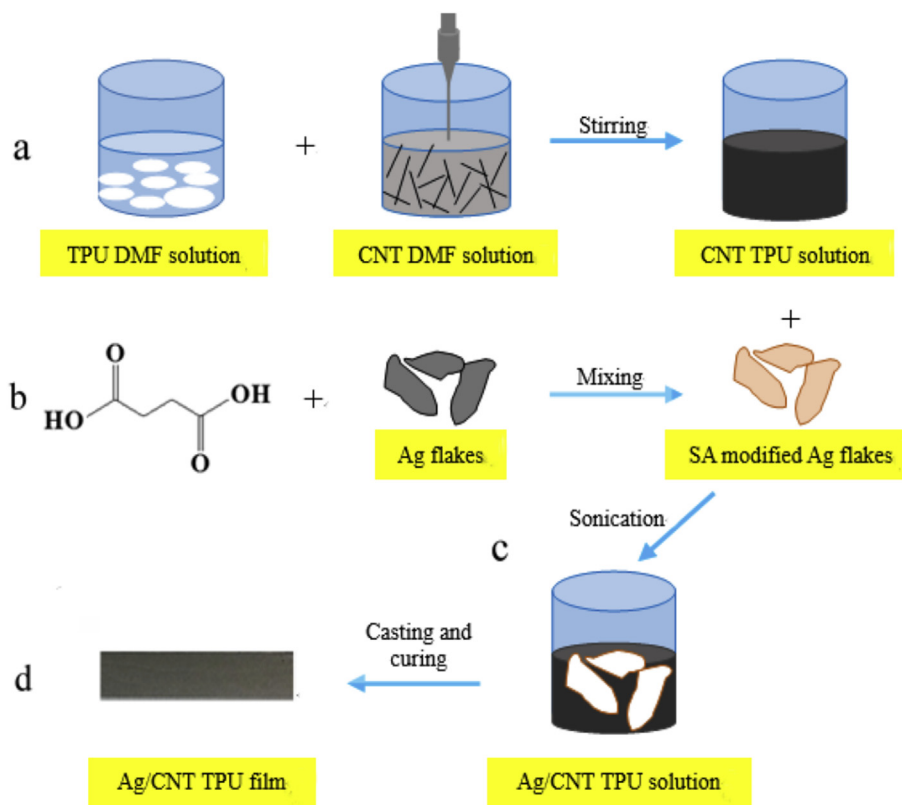 a
+
Stirring
TPU DMF solution
CNT DMF solution
CNT TPU solution
+
b
O
OH
HO
O
+
Mixing
Ag flakes
SA modified Ag flakes
Sonication
c
Casting and
curing
d
Ag/CNT TPU film
Ag/CNT TPU solution